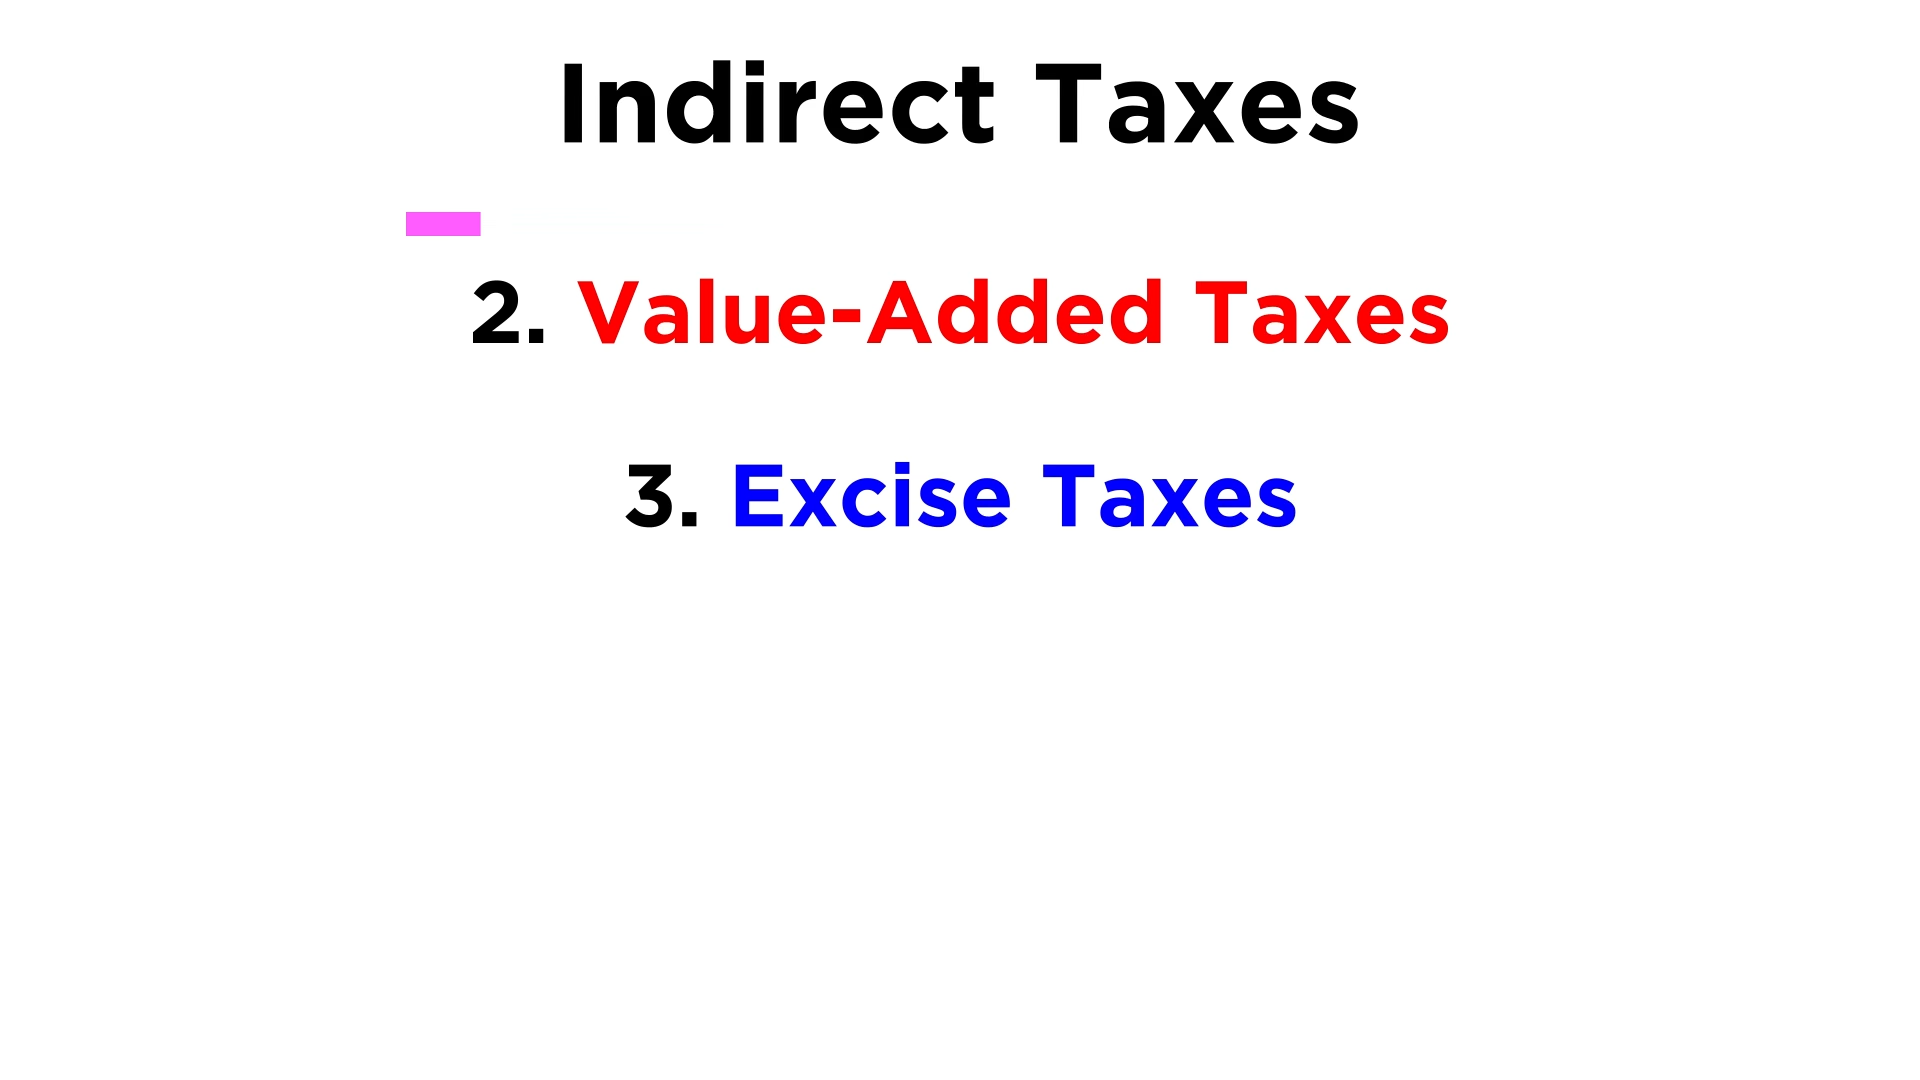 Indirect Taxes
2. Value-Added Taxes
3. Excise Taxes